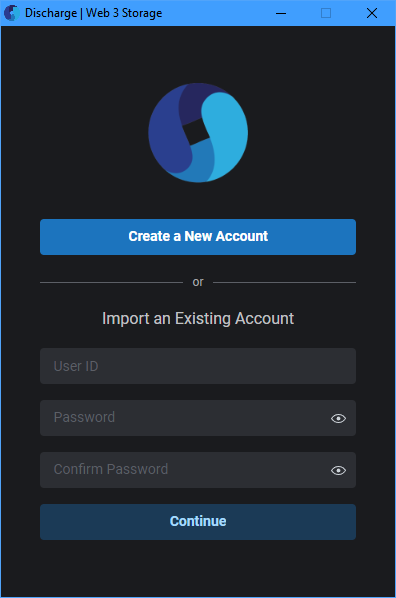 Discharge | Web 3 Storage
Create a New Account
or
Import an Existing Account
User ID
Password
Confirm Password
Continue